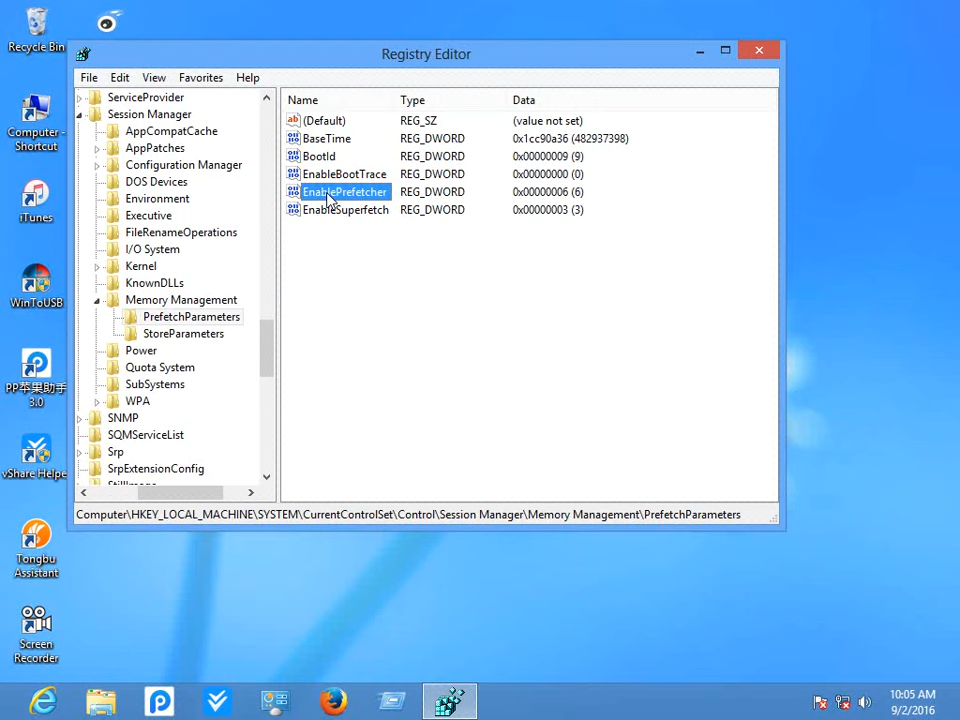 Recycle Bin
Computer -
Shortcut
iTunes
WinToUSB
PP苹果助手
3.0
vShare Helpe
Tongbu
Assistant
Screen
Recorder
Registry Editor
File Edit View Favorites Help
ServiceProvider
Session Manager
AppCompatCache
AppPatches
Configuration Manager
DOS Devices
Environment
Executive
FileRenameOperations
I/O System
Kernel
KnownDLLs
Memory Management
PrefetchParameters
StoreParameters
Power
Quota System
SubSystems
WPA
SNMP
SQMServiceList
Srp
SrpExtensionConfig
StillImage
Name Type Data
(Default) REG_SZ (value not set)
BaseTime REG_DWORD 0x1cc90a36 (482937398)
BootId REG_DWORD 0x00000009 (9)
EnableBootTrace REG_DWORD 0x00000000 (0)
EnablePrefetcher REG_DWORD 0x00000006 (6)
EnableSuperfetch REG_DWORD 0x00000003 (3)
Computer\HKEY_LOCAL_MACHINE\SYSTEM\CurrentControlSet\Control\Session Manager\Memory Management\PrefetchParameters
10:05 AM
9/2/2016